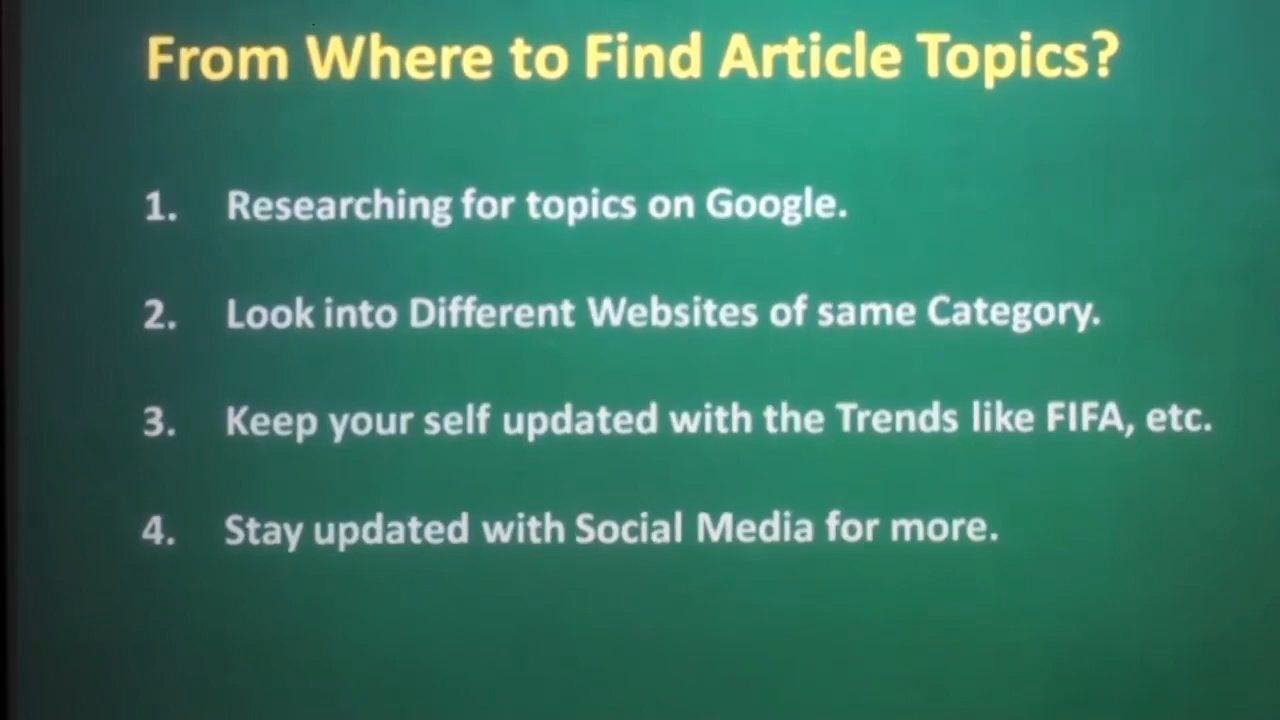 From Where to Find Article Topics?
1. Researching for topics on Google.
2. Look into Different Websites of same Category.
3. Keep your self updated with the Trends like FIFA, etc.
4. Stay updated with Social Media for more.